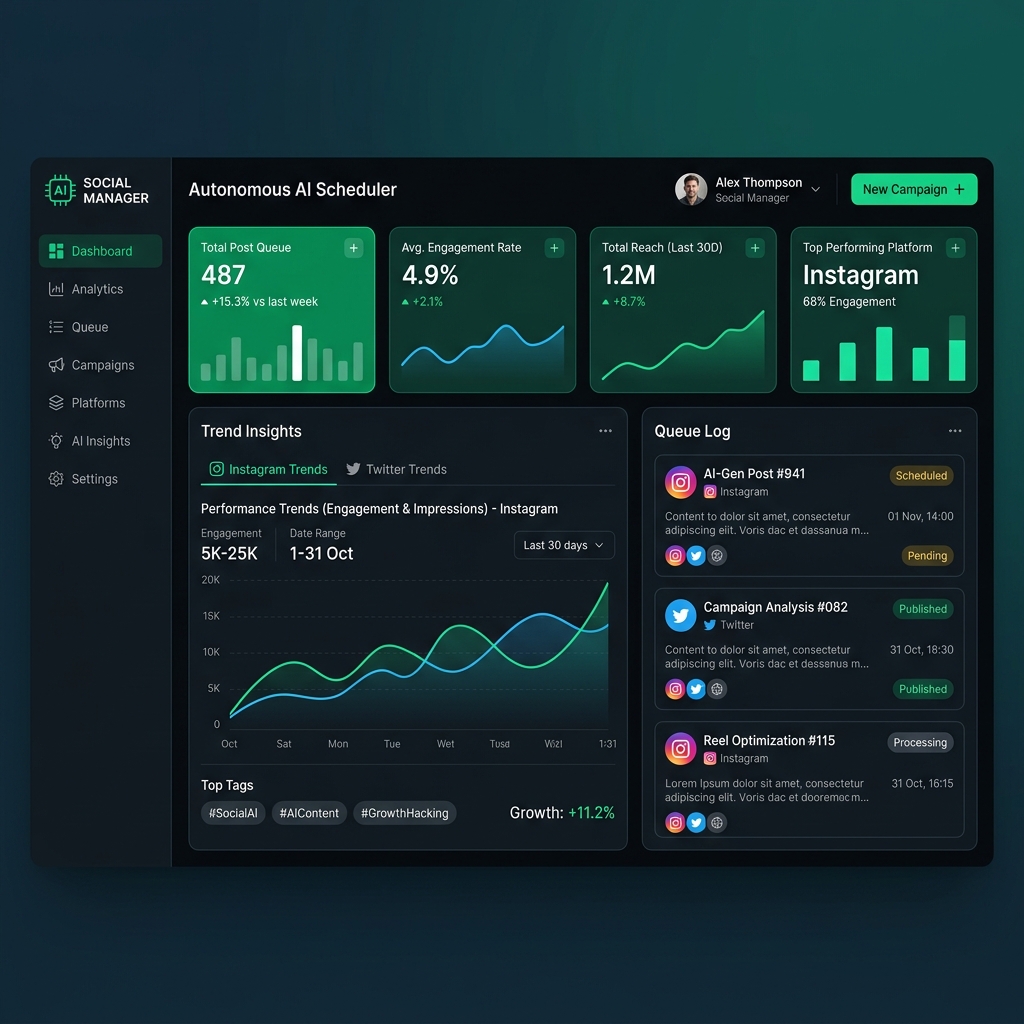 AI
SOCIAL
MANAGER
Dashboard
Analytics
Queue
Campaigns
Platforms
AI Insights
Settings
Autonomous AI Scheduler
Alex Thompson
Social Manager
New Campaign +
Total Post Queue +
487
+15.3% vs last week
Avg. Engagement Rate +
4.9%
+2.1%
Total Reach (Last 30D) +
1.2M
+8.7%
Top Performing Platform +
Instagram
68% Engagement
Trend Insights
Instagram Trends Twitter Trends
Performance Trends (Engagement & Impressions) - Instagram
Engagement Date Range
5K-25K 1-31 Oct
Last 30 days
20K
15K
10K
5K
0
Oct Sat Mon Tue Wet Tusd Wizl 1:31
Top Tags
#SocialAI #AIContent #GrowthHacking
Growth: +11.2%
Queue Log
AI-Gen Post #941 Scheduled
Instagram
Content to dolor sit amet, consectetur 01 Nov, 14:00
adipiscing elit. Voris dac et dassanua m...
Pending
Campaign Analysis #082 Published
Twitter
Content to dolor sit amet, consectetur 31 Oct, 18:30
adipiscing elit. Voris dac et dessanus m...
Published
Reel Optimization #115 Processing
Instagram
Lorem Ipsum dolor sit amet, consectetur 31 Oct, 16:15
adipiscing elit. Voris dac et dooremocm...